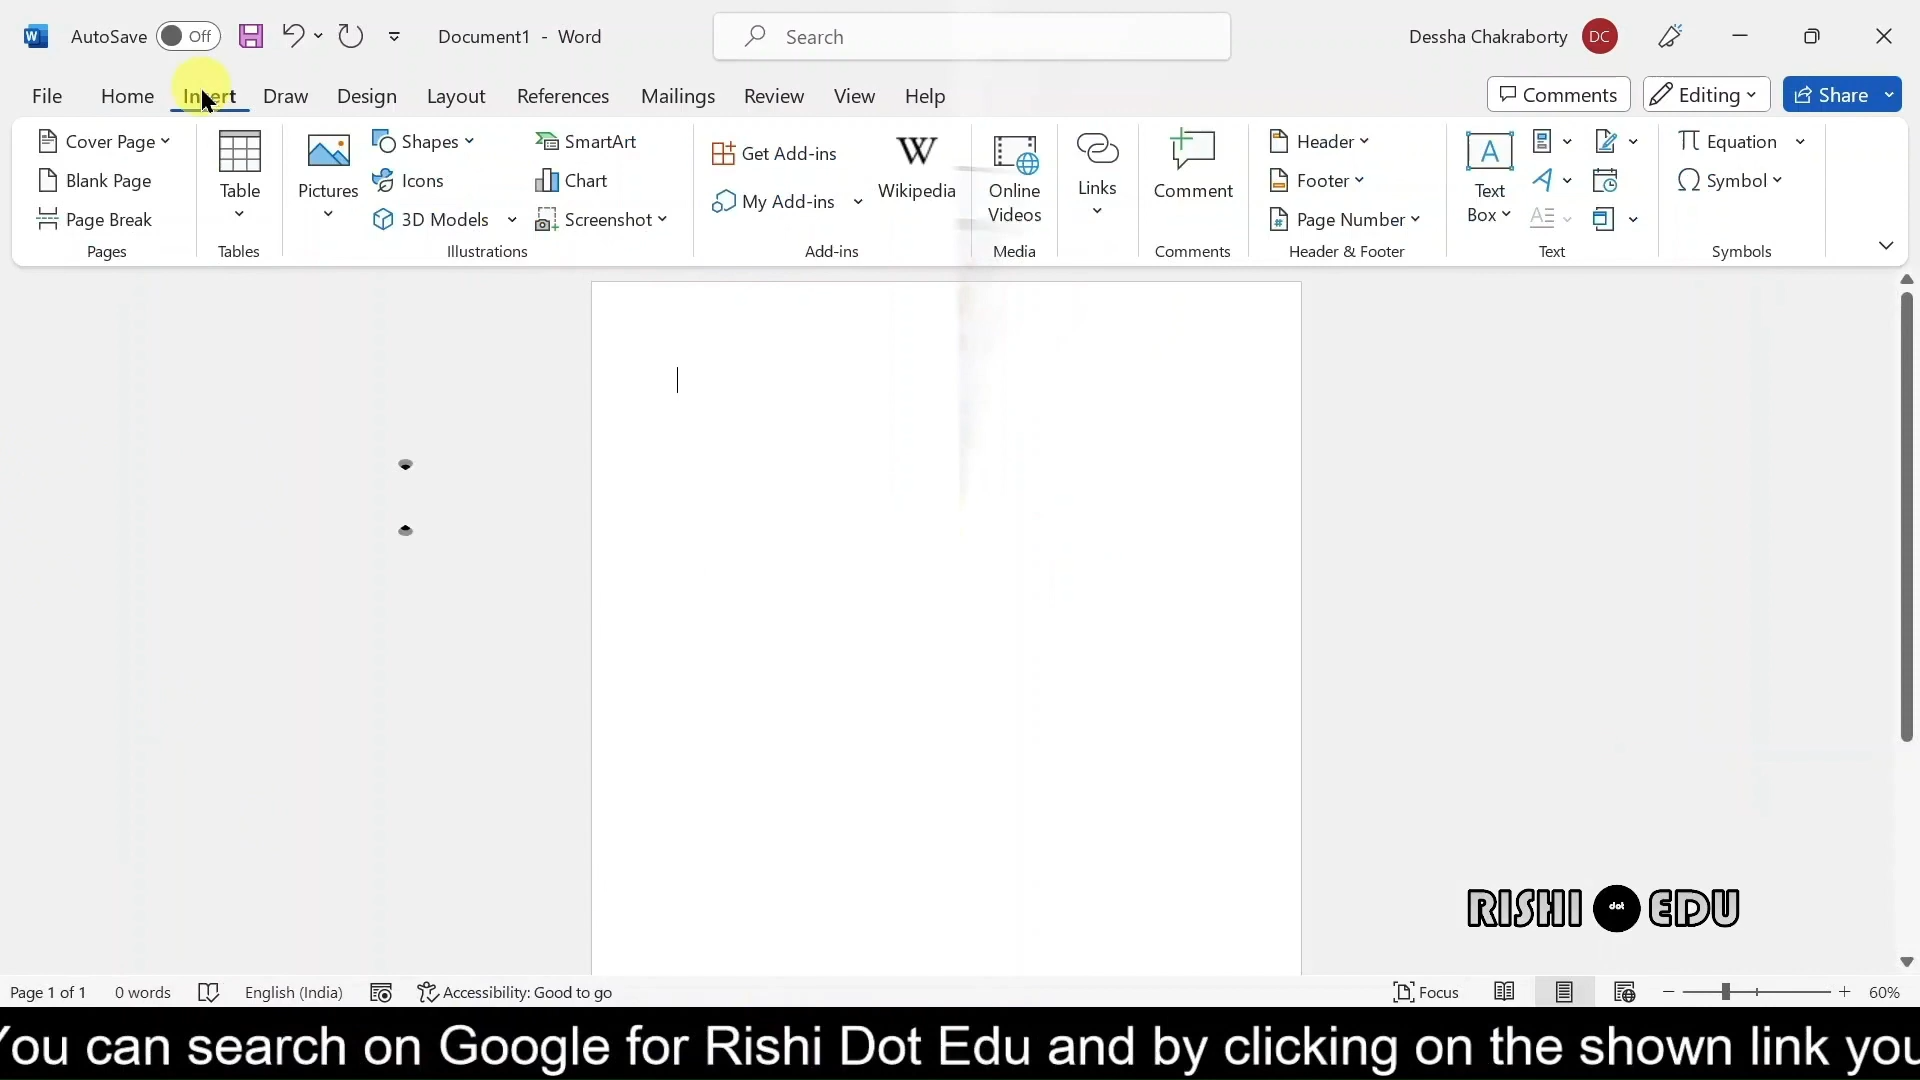 AutoSave Off Document1 - Word Search Dessha Chakraborty DC
File Home Insert Draw Design Layout References Mailings Review View Help Comments Editing Share
Cover Page
Blank Page
Page Break
Pages
Table
Tables
Pictures
Shapes
Icons
3D Models
SmartArt
Chart
Screenshot
Illustrations
Get Add-ins
My Add-ins
W
Wikipedia
Add-ins
Online
Videos
Media
Links
Comment
Comments
Header
Footer
Page Number
Header & Footer
A
Text
Box
Text
Equation
Symbol
Symbols
RISHI dot EDU
Page 1 of 1 0 words English (India) Accessibility: Good to go Focus 60%
You can search on Google for Rishi Dot Edu and by clicking on the shown link you